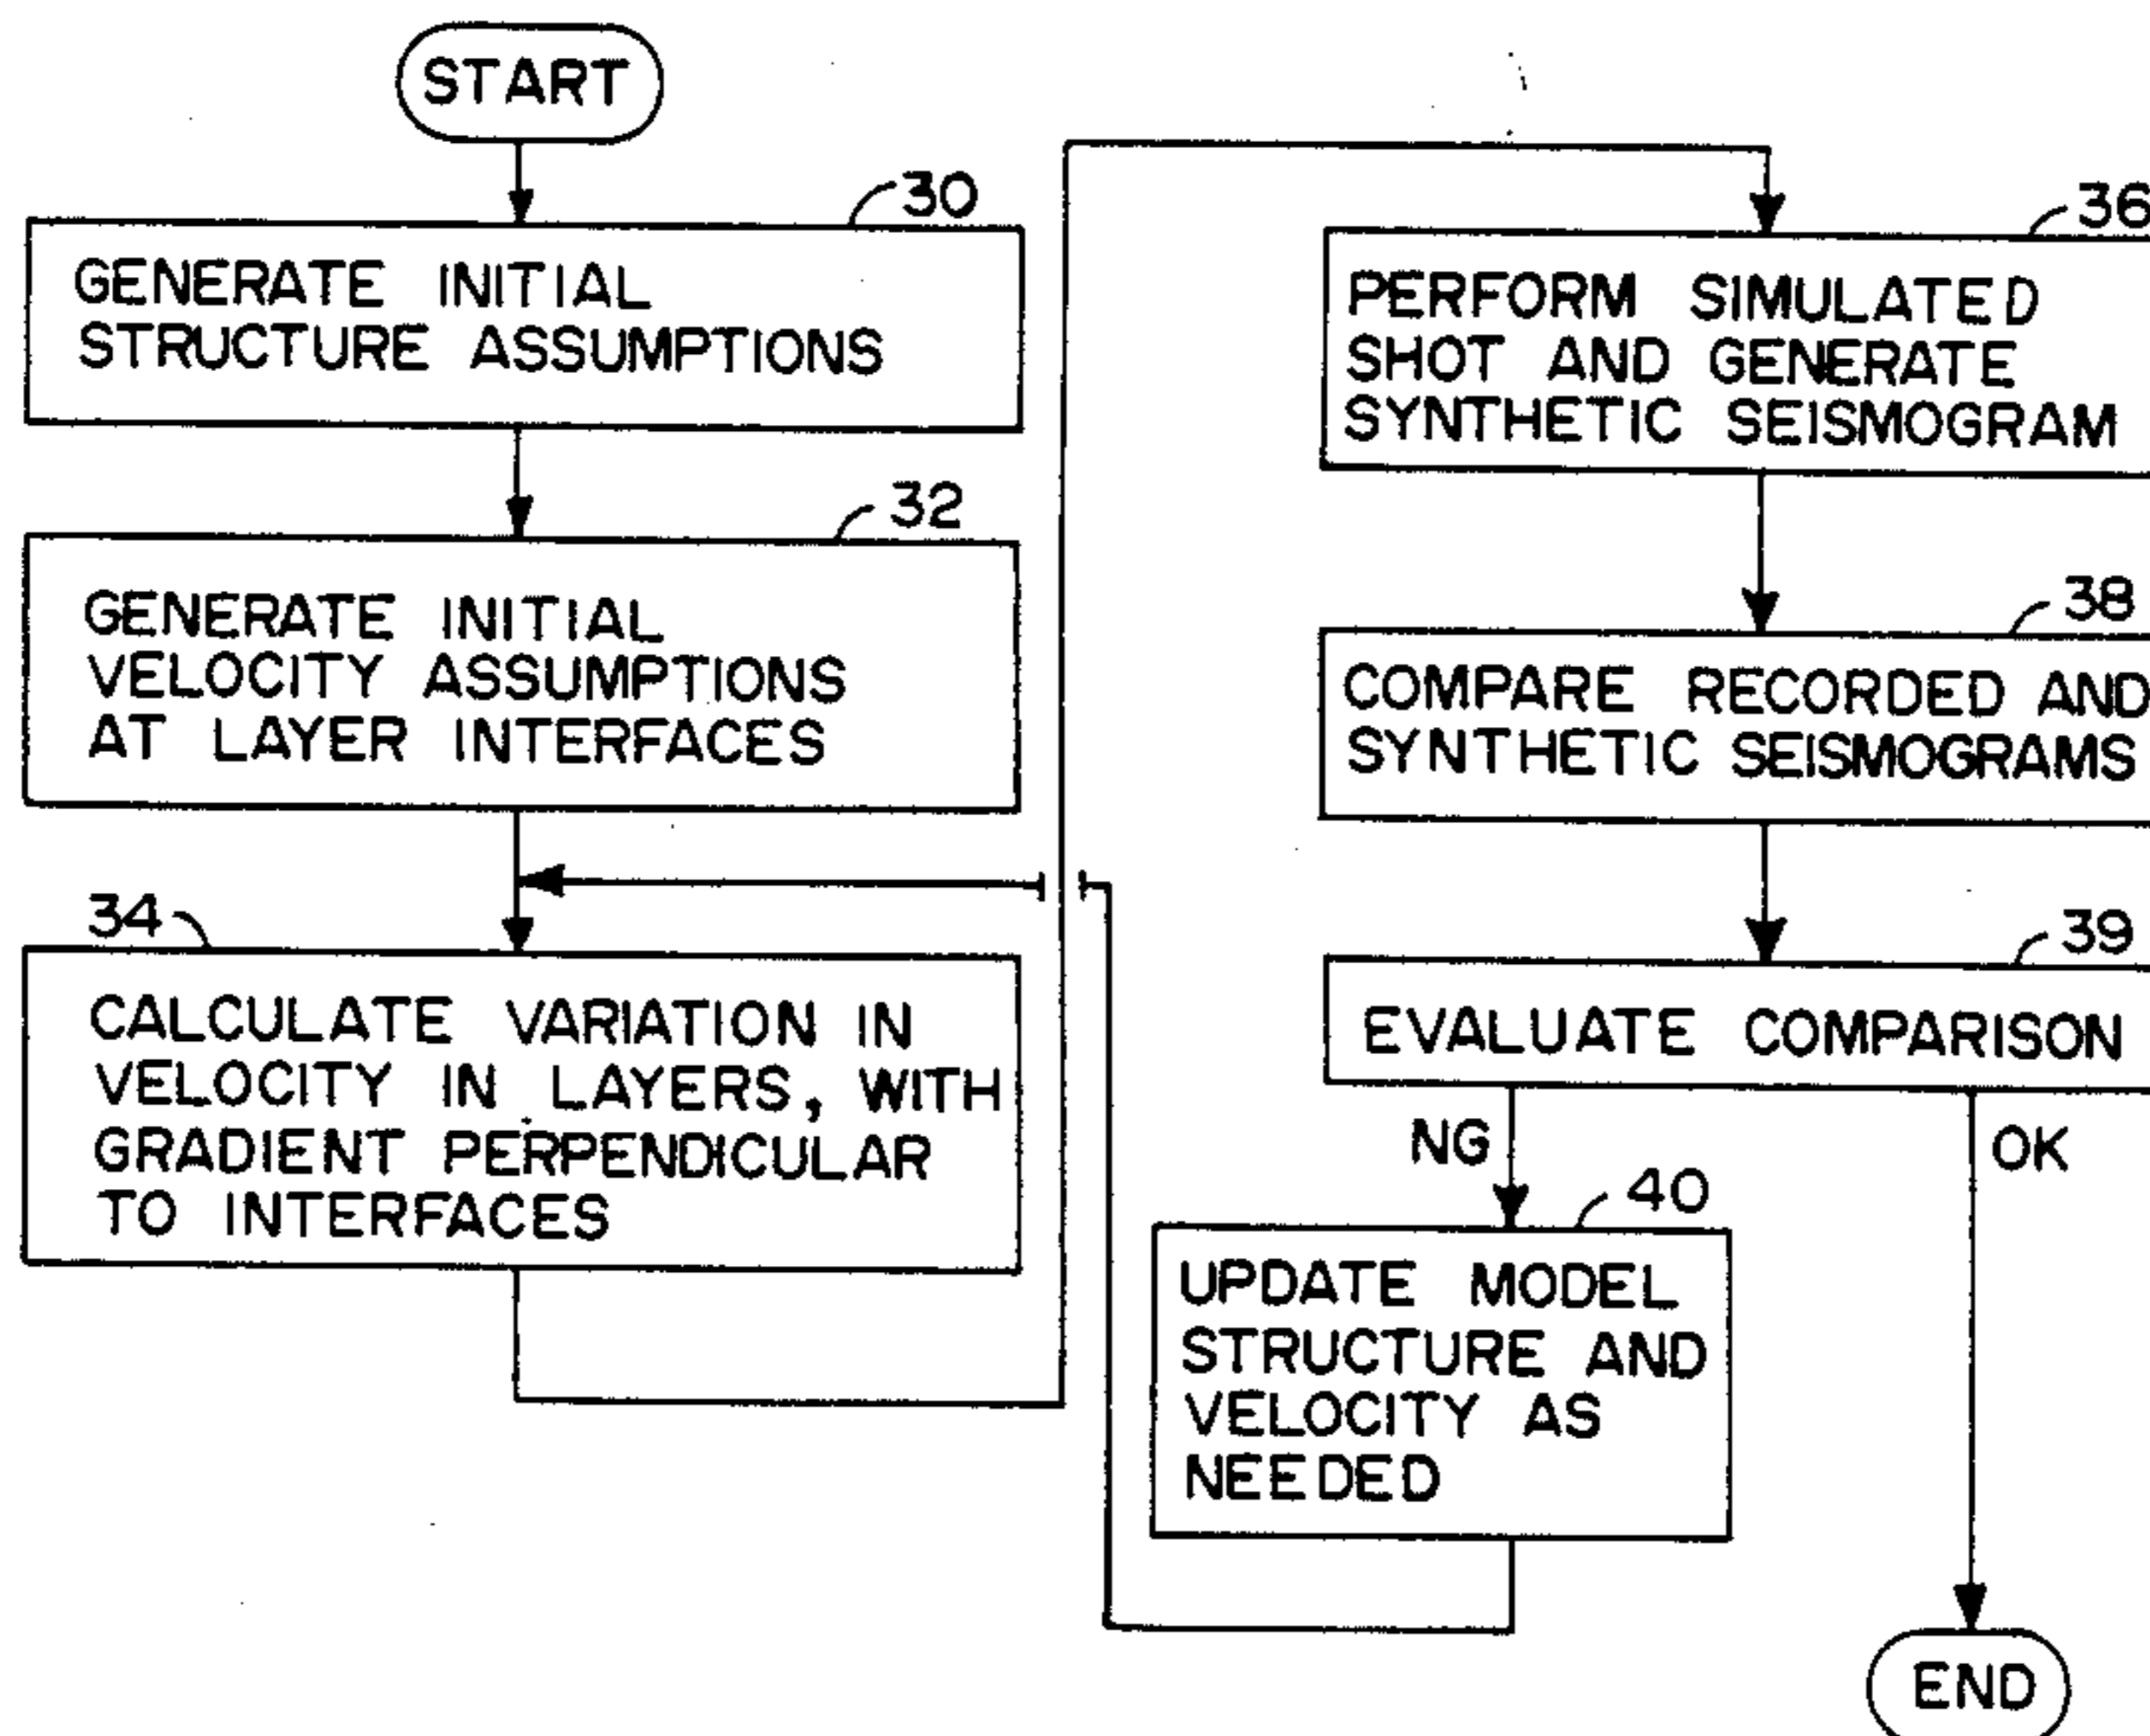 START
30
GENERATE INITIAL
STRUCTURE ASSUMPTIONS
32
GENERATE INITIAL
VELOCITY ASSUMPTIONS
AT LAYER INTERFACES
34
CALCULATE VARIATION IN
VELOCITY IN LAYERS, WITH
GRADIENT PERPENDICULAR
TO INTERFACES
36
PERFORM SIMULATED
SHOT AND GENERATE
SYNTHETIC SEISMOGRAM
38
COMPARE RECORDED AND
SYNTHETIC SEISMOGRAMS
39
EVALUATE COMPARISON
NG
OK
40
UPDATE MODEL
STRUCTURE AND
VELOCITY AS
NEEDED
END